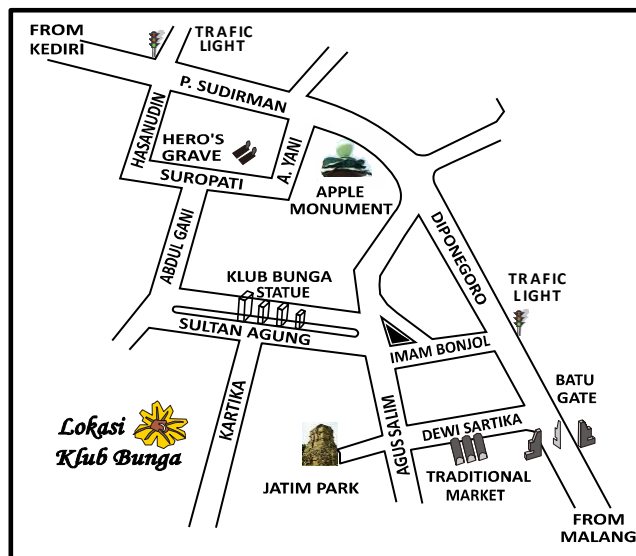 FROM
KEDIRI
TRAFIC
LIGHT
P. SUDIRMAN
HASANUDIN
HERO'S
GRAVE
A. YANI
SUROPATI
APPLE
MONUMENT
ABDUL GANI
DIPONEGORO
KLUB BUNGA
STATUE
TRAFIC
LIGHT
SULTAN AGUNG
IMAM BONJOL
BATU
GATE
KARTIKA
AGUS SALIM
DEWI SARTIKA
Lokasi
Klub Bunga
JATIM PARK
TRADITIONAL
MARKET
FROM
MALANG